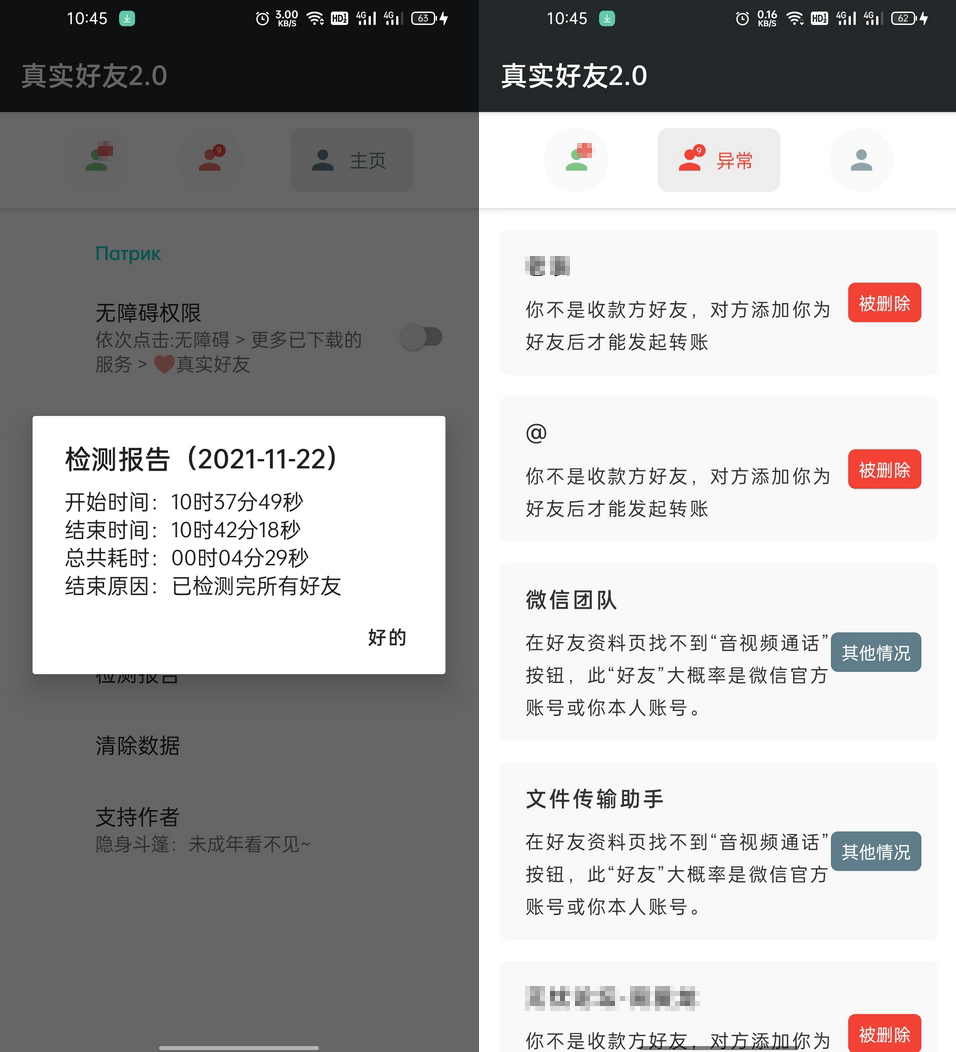 10:45
3.00
KB/S
HD
4G
4G
63
真实好友2.0
9
主页
Патрик
无障碍权限
依次点击:无障碍 > 更多已下载的
服务 > ❤️真实好友
检测报告（2021-11-22）
开始时间：10时37分49秒
结束时间：10时42分18秒
总共耗时：00时04分29秒
结束原因：已检测完所有好友
好的
检测报告
清除数据
支持作者
隐身斗篷：未成年看不见~
10:45
0.16
KB/S
HD
4G
4G
62
真实好友2.0
9
异常
你不是收款方好友，对方添加你为
好友后才能发起转账
被删除
@
你不是收款方好友，对方添加你为
好友后才能发起转账
被删除
微信团队
在好友资料页找不到“音视频通话”
按钮，此“好友”大概率是微信官方
账号或你本人账号。
其他情况
文件传输助手
在好友资料页找不到“音视频通话”
按钮，此“好友”大概率是微信官方
账号或你本人账号。
其他情况
你不是收款方好友，对方添加你为
被删除